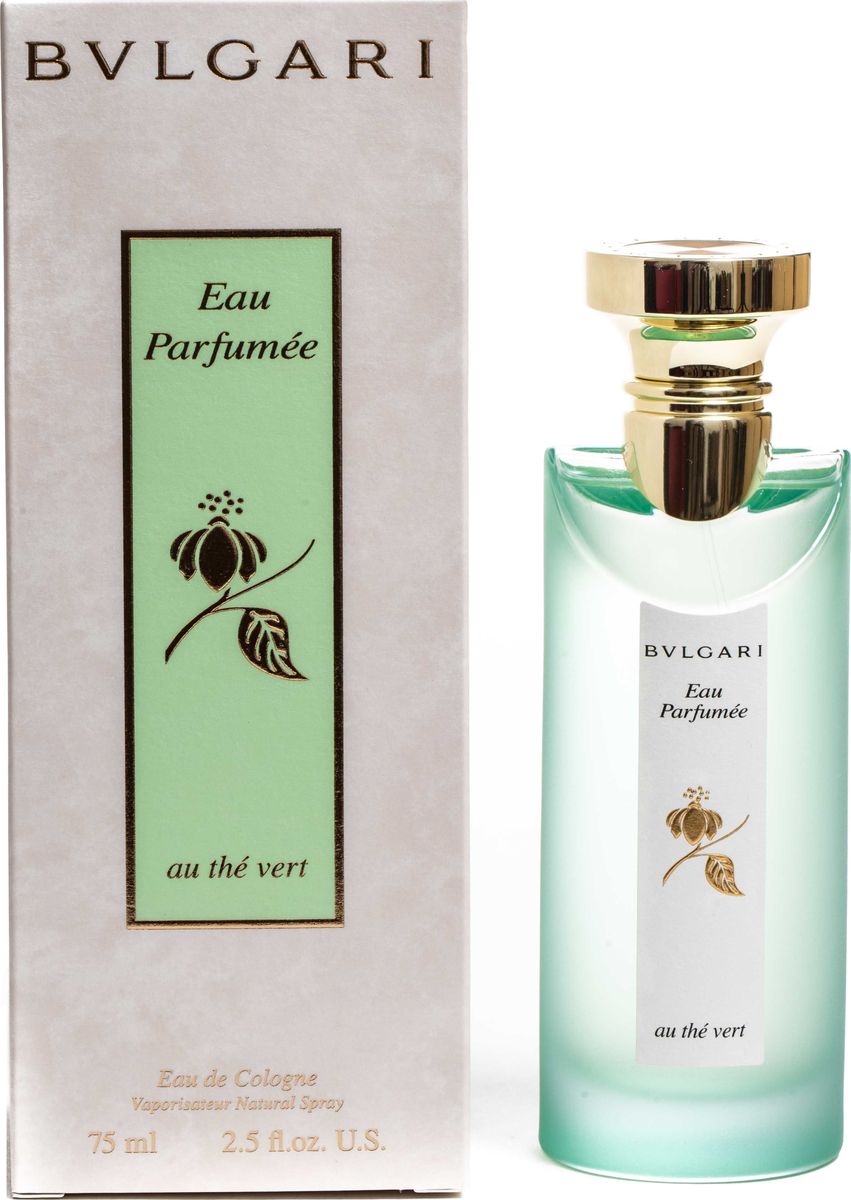 BVLGARI
Eau
Parfumée
au thé vert
Eau de Cologne
Vaporisateur Natural Spray
75 ml 2.5 fl.oz. U.S.
BVLGARI
Eau
Parfumée
au thé vert